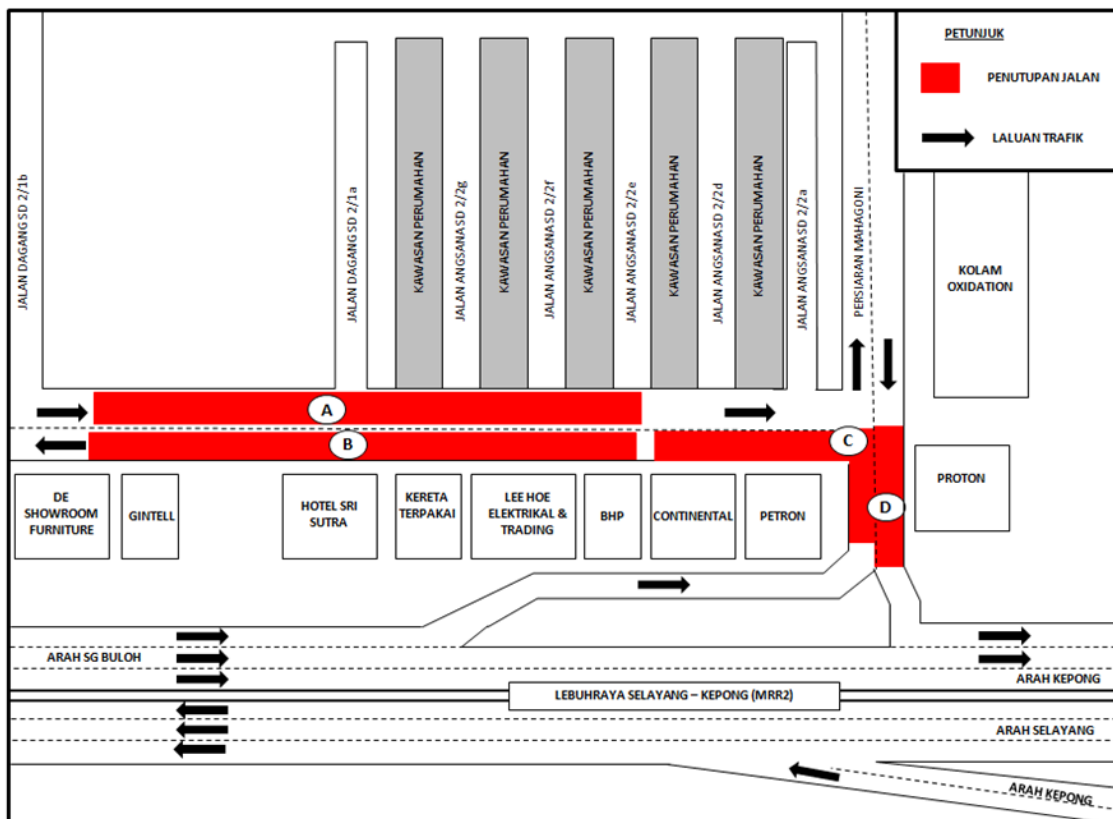 PETUNJUK
PENUTUPAN JALAN
LALUAN TRAFIK
JALAN DAGANG SD 2/1b
JALAN DAGANG SD 2/1a
KAWASAN PERUMAHAN
JALAN ANGSANA SD 2/2g
KAWASAN PERUMAHAN
JALAN ANGSANA SD 2/2f
KAWASAN PERUMAHAN
JALAN ANGSANA SD 2/2e
KAWASAN PERUMAHAN
JALAN ANGSANA SD 2/2d
KAWASAN PERUMAHAN
JALAN ANGSANA SD 2/2a
PERSIARAN MAHAGONI
KOLAM
OXIDATION
A
B
C
D
DE
SHOWROOM
FURNITURE
GINTELL
HOTEL SRI
SUTRA
KERETA
TERPAKAI
LEE HOE
ELEKTRIKAL &
TRADING
BHP
CONTINENTAL
PETRON
PROTON
ARAH SG BULOH
ARAH KEPONG
LEBUHRAYA SELAYANG – KEPONG (MRR2)
ARAH SELAYANG
ARAH KEPONG